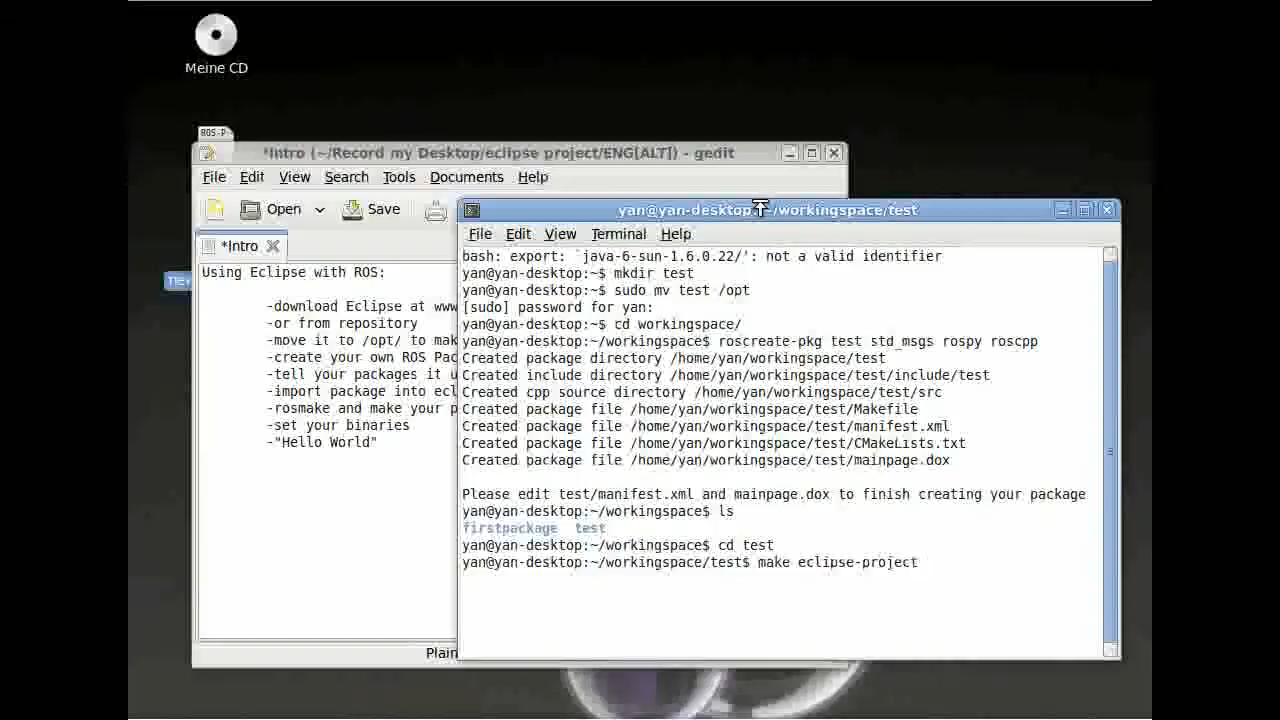 Meine CD
ROS-P
*Intro (~/Record my Desktop/eclipse project/ENG[ALT]) - gedit
File Edit View Search Tools Documents Help
Open Save
*Intro
Using Eclipse with ROS:
-download Eclipse at www
-or from repository
-move it to /opt/ to mak
-create your own ROS Pac
-tell your packages it u
-import package into ecl
-rosmake and make your p
-set your binaries
-"Hello World"
Plain
yan@yan-desktop: ~/workingspace/test
File Edit View Terminal Help
bash: export: `java-6-sun-1.6.0.22/': not a valid identifier
yan@yan-desktop:~$ mkdir test
yan@yan-desktop:~$ sudo mv test /opt
[sudo] password for yan:
yan@yan-desktop:~$ cd workingspace/
yan@yan-desktop:~/workingspace$ roscreate-pkg test std_msgs rospy roscpp
Created package directory /home/yan/workingspace/test
Created include directory /home/yan/workingspace/test/include/test
Created cpp source directory /home/yan/workingspace/test/src
Created package file /home/yan/workingspace/test/Makefile
Created package file /home/yan/workingspace/test/manifest.xml
Created package file /home/yan/workingspace/test/CMakeLists.txt
Created package file /home/yan/workingspace/test/mainpage.dox
Please edit test/manifest.xml and mainpage.dox to finish creating your package
yan@yan-desktop:~/workingspace$ ls
firstpackage test
yan@yan-desktop:~/workingspace$ cd test
yan@yan-desktop:~/workingspace/test$ make eclipse-project